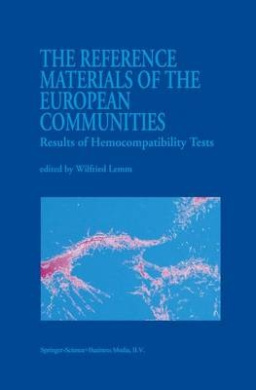 THE REFERENCE
MATERIALS OF THE
EUROPEAN
COMMUNITIES
Results of Hemocompatibility Tests
edited by Wilfried Lemm
Springer-Science+Business Media, B.V.